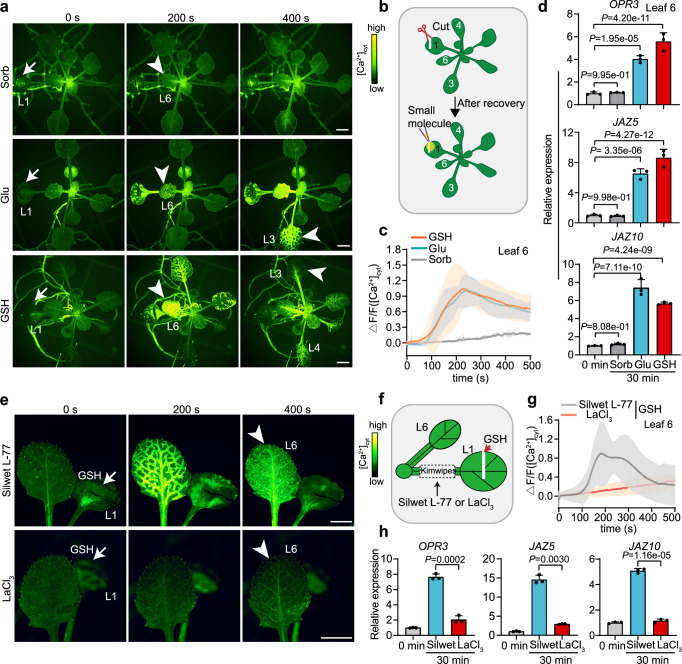 a
0 s
200 s
400 s
Sorb
L1
L6
Glu
L1
L6
L3
GSH
L1
L6
L3
L4
high
[Ca²⁺]cyt
low
b
Cut
4
1
6
3
After recovery
Small
molecule
4
1
6
3
c
GSH
Glu
Sorb
Leaf 6
△F/F([Ca²⁺]cyt)
1.8
1.2
0.6
0.0
0
100
200
300
400
500
time (s)
d
OPR3
Leaf 6
P=4.20e-11
P=1.95e-05
P=9.95e-01
8
6
4
2
0
JAZ5
P=4.27e-12
P= 3.35e-06
P=9.98e-01
Relative expression
12
9
6
3
0
JAZ10
P=4.24e-09
P=7.11e-10
P=8.08e-01
10
8
6
4
2
0
0 min
Sorb
Glu
GSH
30 min
e
0 s
200 s
400 s
Silwet L-77
GSH
L1
L6
LaCl₃
GSH
L1
L6
high
[Ca²⁺]cyt
low
f
L6
L1
GSH
Kimwipes
Silwet L-77 or LaCl₃
g
Silwet L-77
LaCl₃
GSH
Leaf 6
△F/F([Ca²⁺]cyt)
1.6
1.2
0.8
0.4
0.0
0
100
200
300
400
500
time (s)
h
Relative expression
OPR3
P=0.0002
10
8
6
4
2
0
0 min
Silwet
LaCl₃
30 min
JAZ5
P=0.0030
20
15
10
5
0
0 min
Silwet
LaCl₃
30 min
JAZ10
P=1.16e-05
6
4
2
0
0 min
Silwet
LaCl₃
30 min